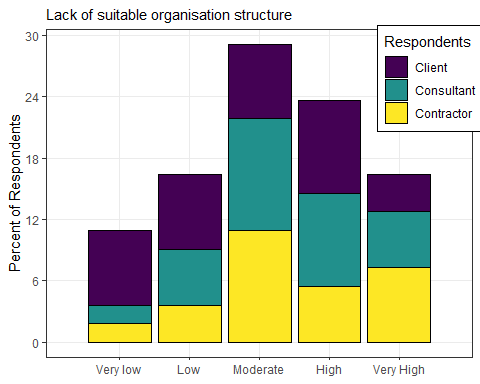 Lack of suitable organisation structure
Respondents
Client
Consultant
Contractor
Percent of Respondents
30
24
18
12
6
0
Very low
Low
Moderate
High
Very High